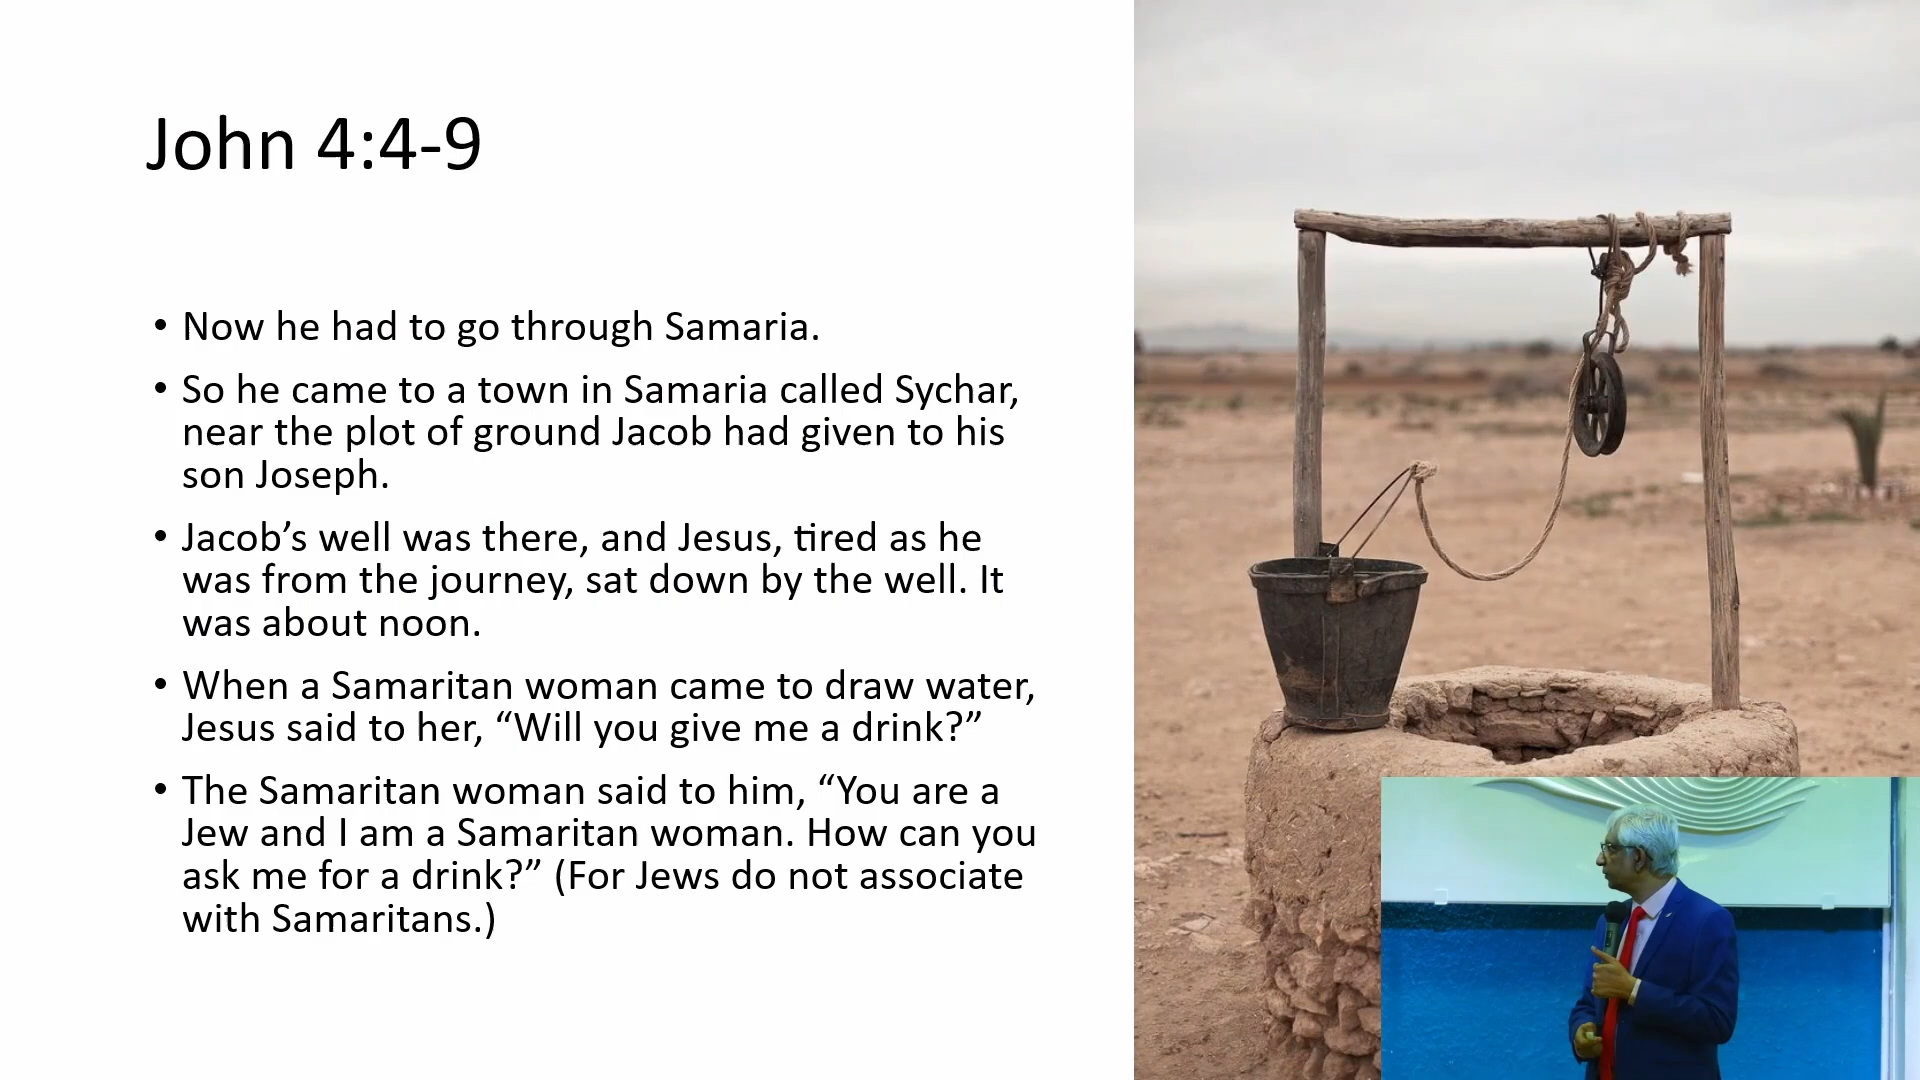 John 4:4-9
• Now he had to go through Samaria.
• So he came to a town in Samaria called Sychar,
near the plot of ground Jacob had given to his
son Joseph.
• Jacob’s well was there, and Jesus, tired as he
was from the journey, sat down by the well. It
was about noon.
• When a Samaritan woman came to draw water,
Jesus said to her, “Will you give me a drink?”
• The Samaritan woman said to him, “You are a
Jew and I am a Samaritan woman. How can you
ask me for a drink?” (For Jews do not associate
with Samaritans.)